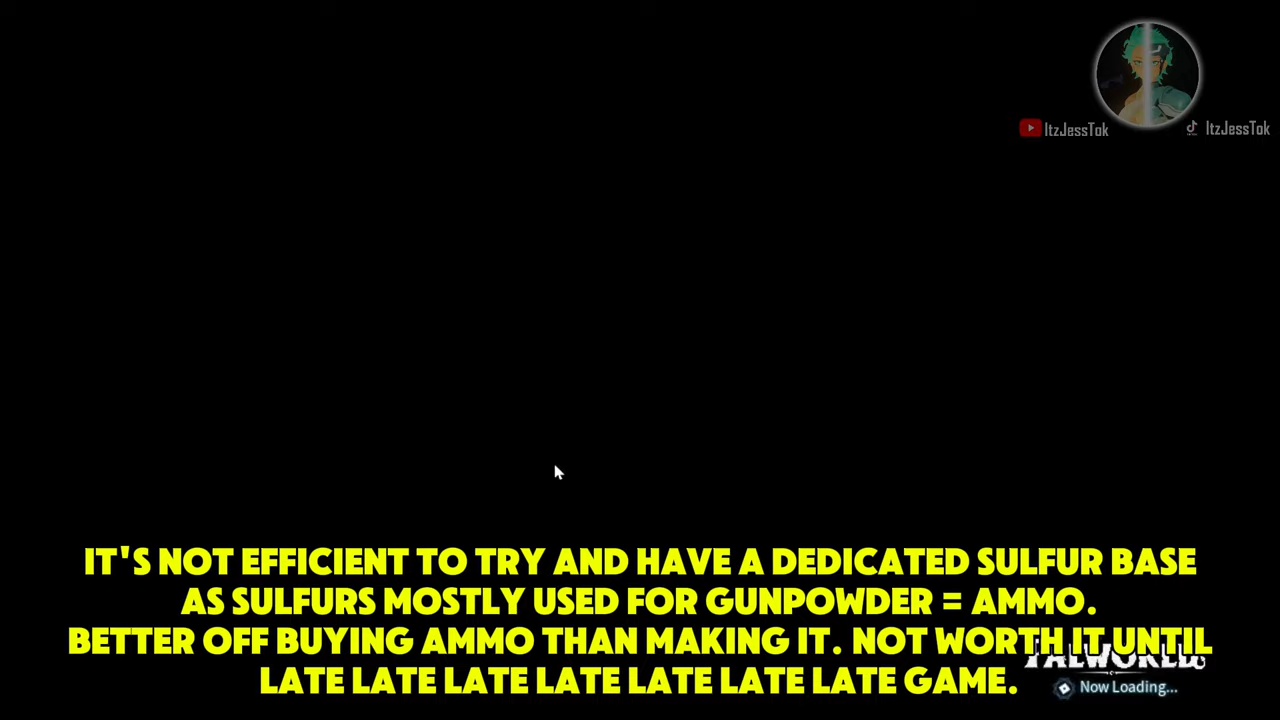 ItzJessTok
ItzJessTok
IT'S NOT EFFICIENT TO TRY AND HAVE A DEDICATED SULFUR BASE
AS SULFURS MOSTLY USED FOR GUNPOWDER = AMMO.
BETTER OFF BUYING AMMO THAN MAKING IT. NOT WORTH IT UNTIL
LATE LATE LATE LATE LATE LATE LATE GAME.
PALWORLD
Now Loading...